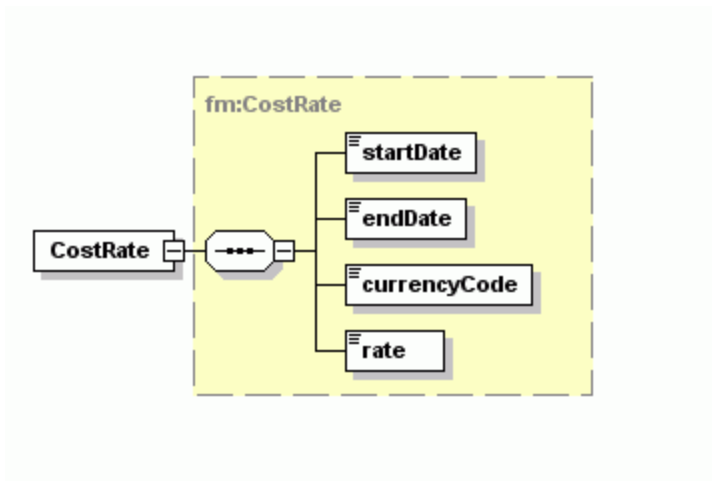 fm:CostRate
startDate
endDate
CostRate
currencyCode
rate